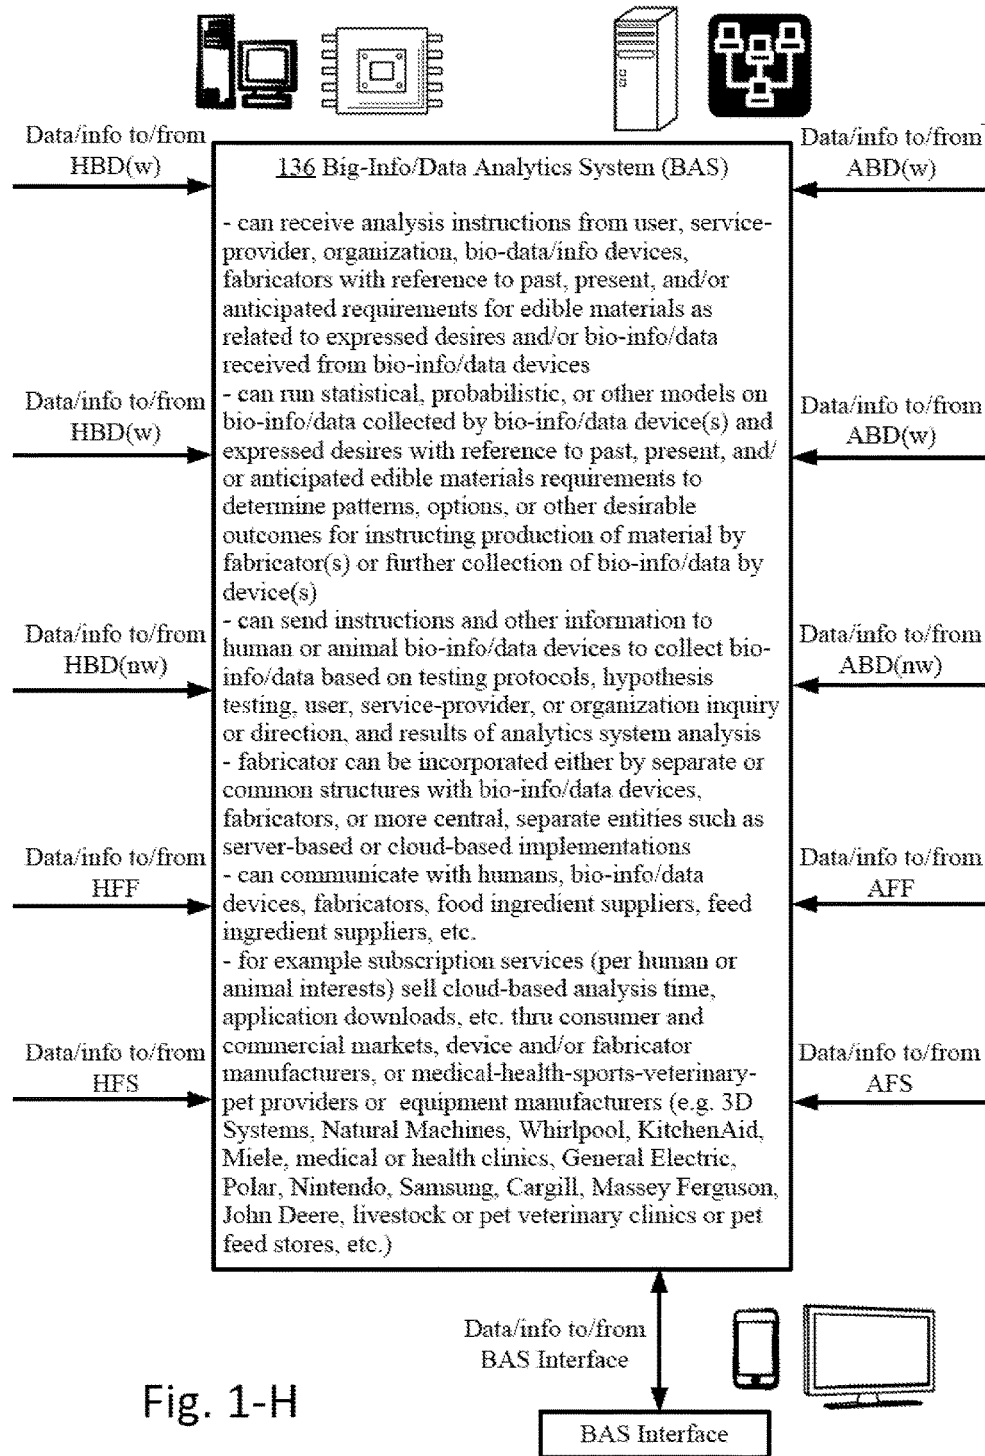 Data/info to/from
HBD(w)
Data/info to/from
ABD(w)
136 Big-Info/Data Analytics System (BAS)
- can receive analysis instructions from user, service-
provider, organization, bio-data/info devices,
fabricators with reference to past, present, and/or
anticipated requirements for edible materials as
related to expressed desires and/or bio-info/data
received from bio-info/data devices
- can run statistical, probabilistic, or other models on
bio-info/data collected by bio-info/data device(s) and
expressed desires with reference to past, present, and/
or anticipated edible materials requirements to
determine patterns, options, or other desirable
outcomes for instructing production of material by
fabricator(s) or further collection of bio-info/data by
device(s)
- can send instructions and other information to
human or animal bio-info/data devices to collect bio-
info/data based on testing protocols, hypothesis
testing, user, service-provider, or organization inquiry
or direction, and results of analytics system analysis
- fabricator can be incorporated either by separate or
common structures with bio-info/data devices,
fabricators, or more central, separate entities such as
server-based or cloud-based implementations
- can communicate with humans, bio-info/data
devices, fabricators, food ingredient suppliers, feed
ingredient suppliers, etc.
- for example subscription services (per human or
animal interests) sell cloud-based analysis time,
application downloads, etc. thru consumer and
commercial markets, device and/or fabricator
manufacturers, or medical-health-sports-veterinary-
pet providers or equipment manufacturers (e.g. 3D
Systems, Natural Machines, Whirlpool, KitchenAid,
Miele, medical or health clinics, General Electric,
Polar, Nintendo, Samsung, Cargill, Massey Ferguson,
John Deere, livestock or pet veterinary clinics or pet
feed stores, etc.)
Data/info to/from
HBD(w)
Data/info to/from
ABD(w)
Data/info to/from
HBD(nw)
Data/info to/from
ABD(nw)
Data/info to/from
HFF
Data/info to/from
AFF
Data/info to/from
HFS
Data/info to/from
AFS
Data/info to/from
BAS Interface
Fig. 1-H
BAS Interface